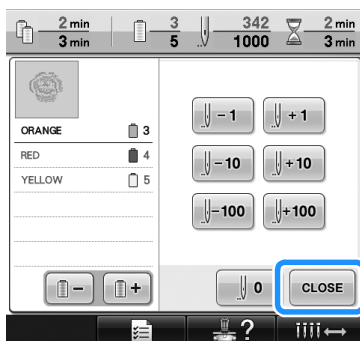 2 min 3 342 2 min
3 min 5 1000 3 min
ORANGE 3
RED 4
YELLOW 5
-1 +1
-10 +10
-100 +100
- + 0 CLOSE
?